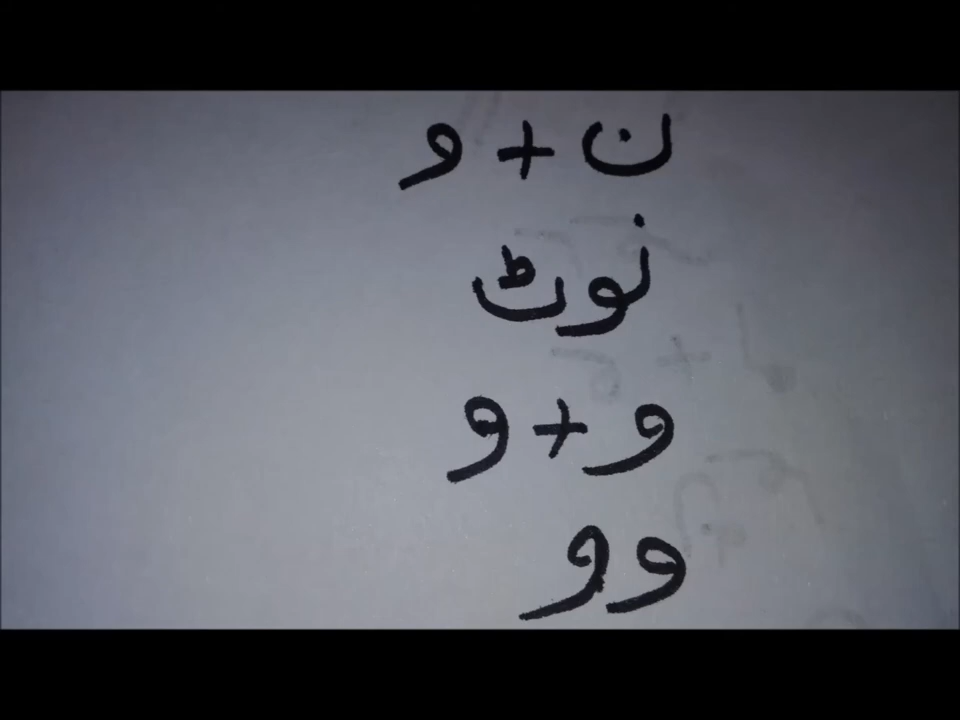 ن + و
نوٹ
و + و
وو